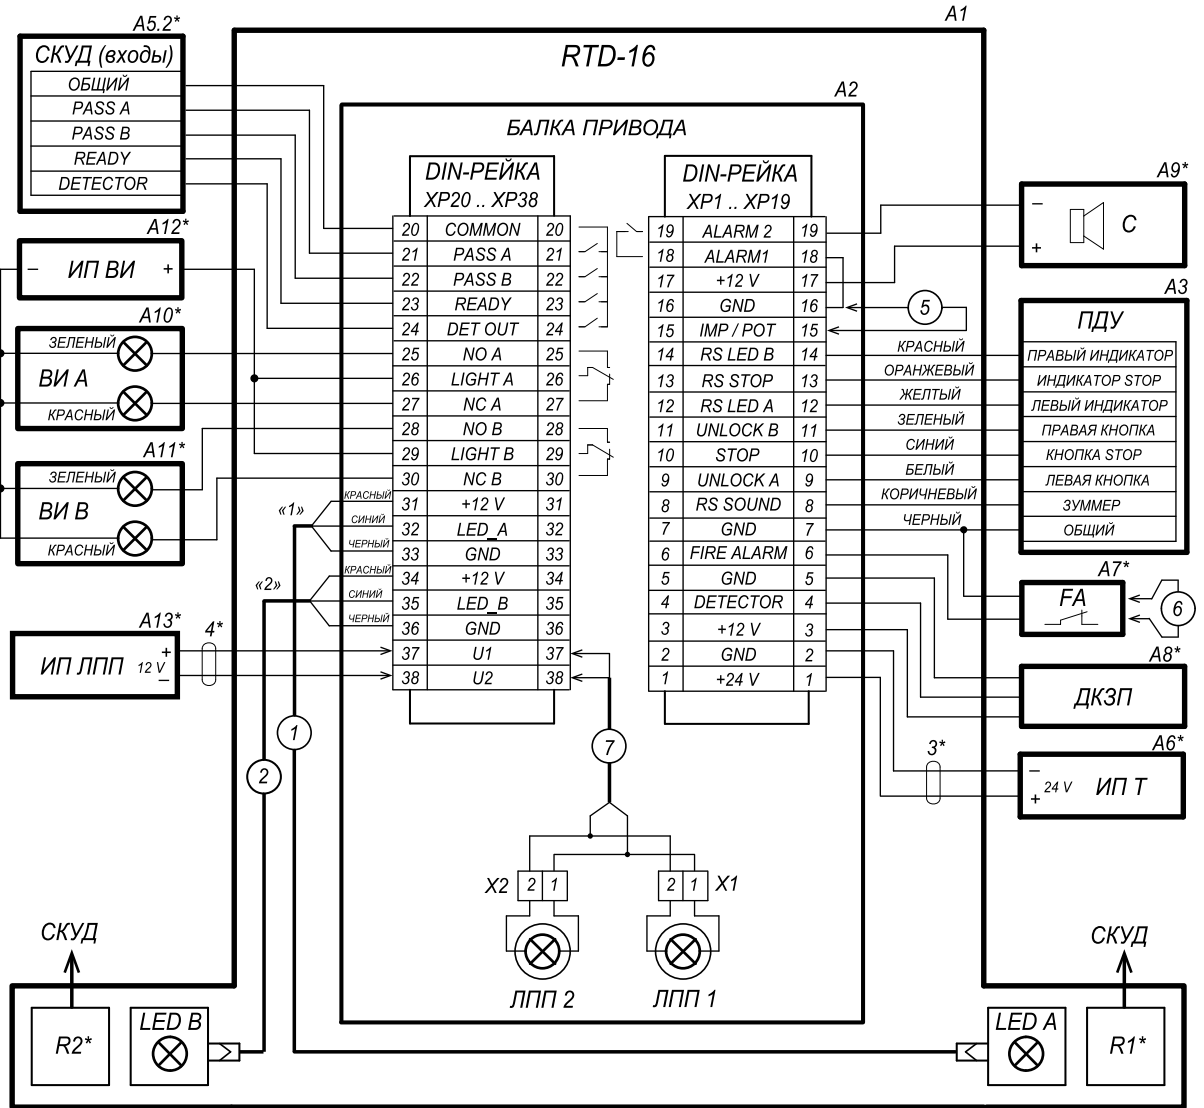 A1
RTD-16
A5.2*
СКУД (входы)
ОБЩИЙ
PASS A
PASS B
READY
DETECTOR
A12*
− ИП ВИ +
A10*
ЗЕЛЕНЫЙ
ВИ А
КРАСНЫЙ
A11*
ЗЕЛЕНЫЙ
ВИ В
КРАСНЫЙ
A13*
ИП ЛПП 12 V + −
4*
A2
БАЛКА ПРИВОДА
DIN-РЕЙКА
XP20 .. XP38
20 COMMON 20
21 PASS A 21
22 PASS B 22
23 READY 23
24 DET OUT 24
25 NO A 25
26 LIGHT A 26
27 NC A 27
28 NO B 28
29 LIGHT B 29
30 NC B 30
31 +12 V 31
32 LED_A 32
33 GND 33
34 +12 V 34
35 LED_B 35
36 GND 36
37 U1 37
38 U2 38
«1»
КРАСНЫЙ
СИНИЙ
ЧЕРНЫЙ
«2»
КРАСНЫЙ
СИНИЙ
ЧЕРНЫЙ
1
2
DIN-РЕЙКА
XP1 .. XP19
19 ALARM 2 19
18 ALARM1 18
17 +12 V 17
16 GND 16
15 IMP / POT 15
14 RS LED B 14
13 RS STOP 13
12 RS LED A 12
11 UNLOCK B 11
10 STOP 10
9 UNLOCK A 9
8 RS SOUND 8
7 GND 7
6 FIRE ALARM 6
5 GND 5
4 DETECTOR 4
3 +12 V 3
2 GND 2
1 +24 V 1
5
КРАСНЫЙ
ОРАНЖЕВЫЙ
ЖЕЛТЫЙ
ЗЕЛЕНЫЙ
СИНИЙ
БЕЛЫЙ
КОРИЧНЕВЫЙ
ЧЕРНЫЙ
A9*
−
+
С
A3
ПДУ
ПРАВЫЙ ИНДИКАТОР
ИНДИКАТОР STOP
ЛЕВЫЙ ИНДИКАТОР
ПРАВАЯ КНОПКА
КНОПКА STOP
ЛЕВАЯ КНОПКА
ЗУММЕР
ОБЩИЙ
A7*
FA
6
A8*
ДКЗП
A6*
3*
− + 24 V ИП Т
7
X2 2 1
2 1 X1
ЛПП 2
ЛПП 1
СКУД
R2*
LED B
СКУД
LED A
R1*